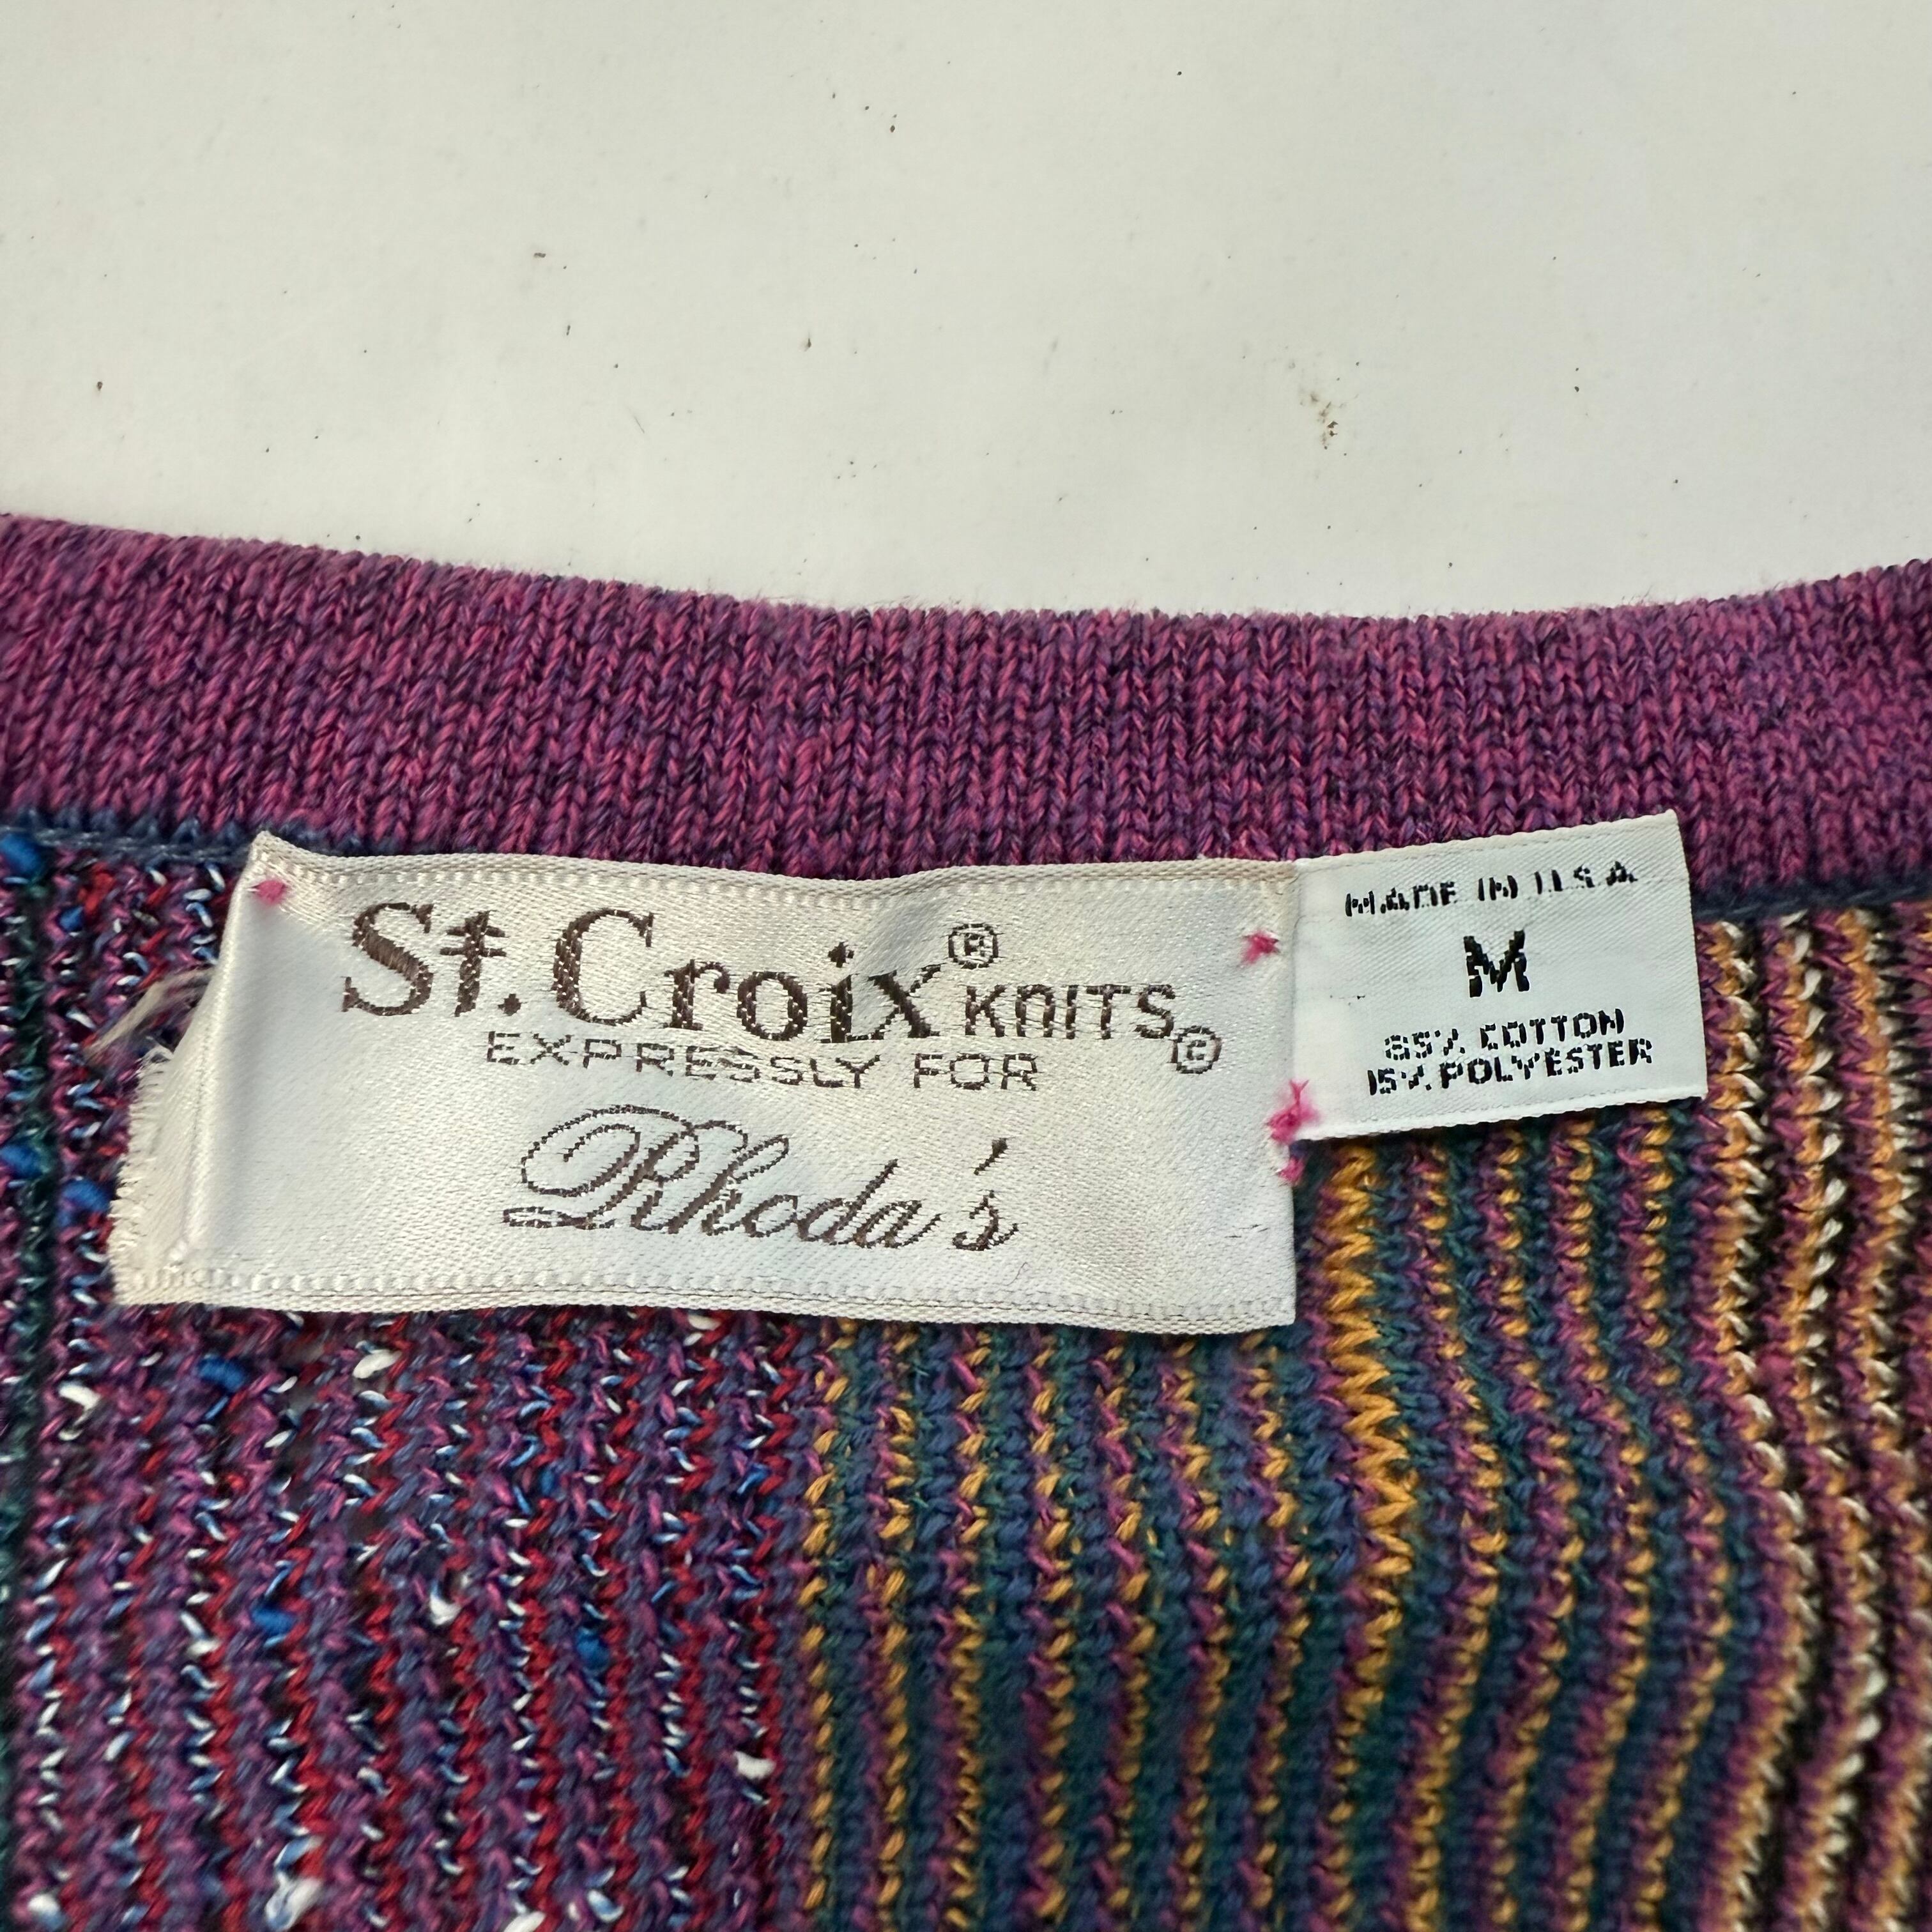 St. Croix® KNITS©
EXPRESSLY FOR
Rhoda's
MADE IN U.S.A.
M
85% COTTON
15% POLYESTER